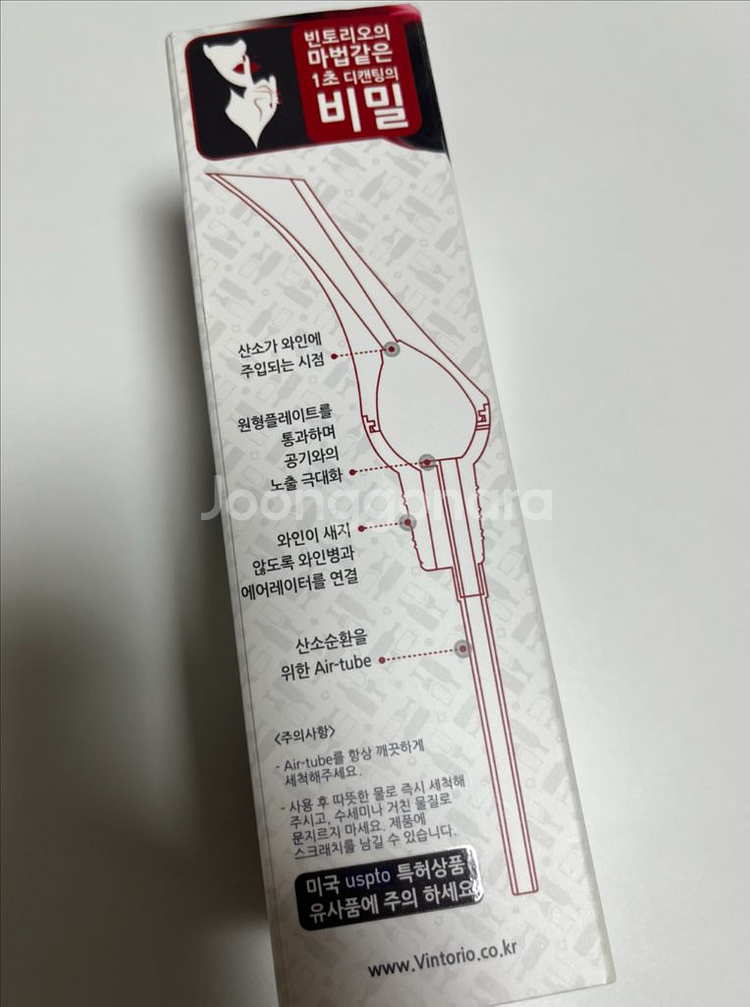 빈토리오의
마법같은
1초 디캔팅의
비밀
산소가 와인에
주입되는 시점
원형플레이트를
통과하며
공기와의
노출 극대화
Joonggonara
와인이 새지
않도록 와인병과
에어레이터를 연결
산소순환을
위한 Air-tube
<주의사항>
- Air-tube를 항상 깨끗하게
세척해주세요.
- 사용 후 따뜻한 물로 즉시 세척해
주시고, 수세미나 거친 물질로
문지르지 마세요. 제품에
스크래치를 남길 수 있습니다.
미국 uspto 특허상품
유사품에 주의 하세요
www.Vintorio.co.kr